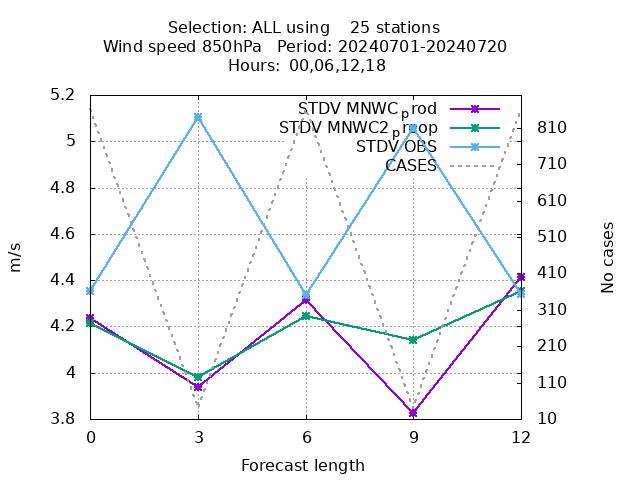 Selection: ALL using 25 stations
Wind speed 850hPa Period: 20240701-20240720
Hours: 00,06,12,18
5.2
5
4.8
4.6
4.4
4.2
4
3.8
m/s
STDV MNWC_prod
STDV MNWC2_preop
STDV OBS
CASES
810
710
610
510
410
310
210
110
10
No cases
0 3 6 9 12
Forecast length